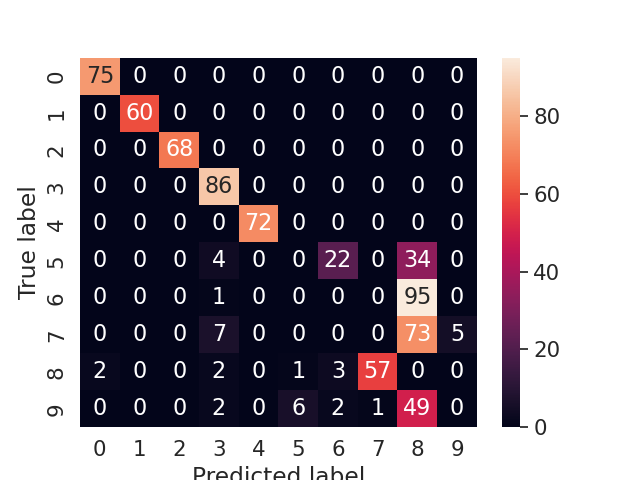 0 75 0 0 0 0 0 0 0 0 0
1 0 60 0 0 0 0 0 0 0 0
2 0 0 68 0 0 0 0 0 0 0
3 0 0 0 86 0 0 0 0 0 0
4 0 0 0 0 72 0 0 0 0 0
5 0 0 0 4 0 0 22 0 34 0
6 0 0 0 1 0 0 0 0 95 0
7 0 0 0 7 0 0 0 0 73 5
8 2 0 0 2 0 1 3 57 0 0
9 0 0 0 2 0 6 2 1 49 0
0 1 2 3 4 5 6 7 8 9
Predicted label
True label
80
60
40
20
0